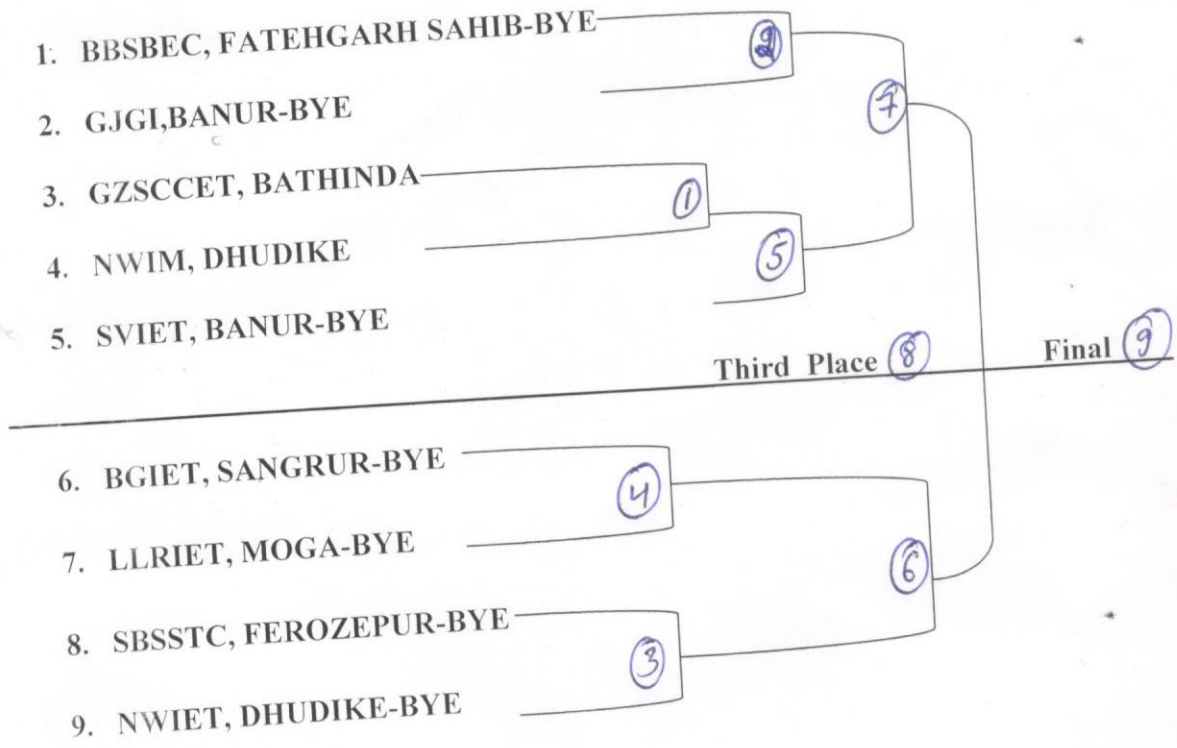 1. BBSBEC, FATEHGARH SAHIB-BYE
2
2. GJGI,BANUR-BYE
7
3. GZSCCET, BATHINDA
1
4. NWIM, DHUDIKE
5
5. SVIET, BANUR-BYE
Third Place 8 Final 9
6. BGIET, SANGRUR-BYE
4
7. LLRIET, MOGA-BYE
6
8. SBSSTC, FEROZEPUR-BYE
3
9. NWIET, DHUDIKE-BYE